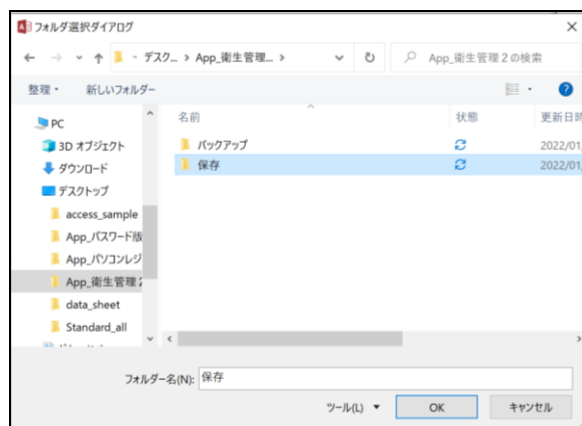 フォルダ選択ダイアログ
デスク... › App_衛生管理... ›
App_衛生管理2の検索
整理
新しいフォルダー
PC
3D オブジェクト
ダウンロード
デスクトップ
access_sample
App_パスワード版
App_パソコンレジ
App_衛生管理2
data_sheet
Standard_all
名前 状態 更新日時
バックアップ 2022/01
保存 2022/01
フォルダー名(N): 保存
ツール(L) OK キャンセル